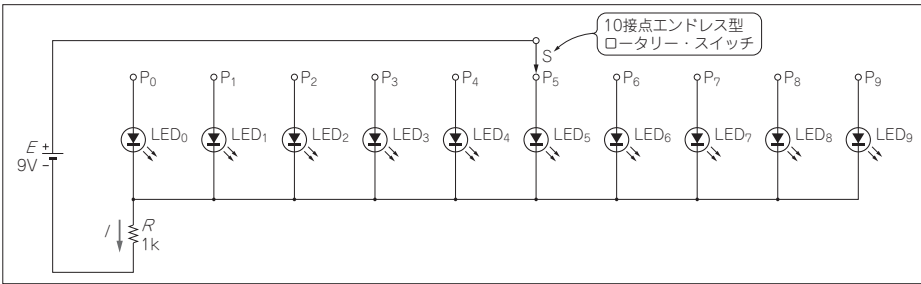 10接点エンドレス型
ロータリー・スイッチ
S
P0 P1 P2 P3 P4 P5 P6 P7 P8 P9
LED0 LED1 LED2 LED3 LED4 LED5 LED6 LED7 LED8 LED9
E +
9V −
I R
1k